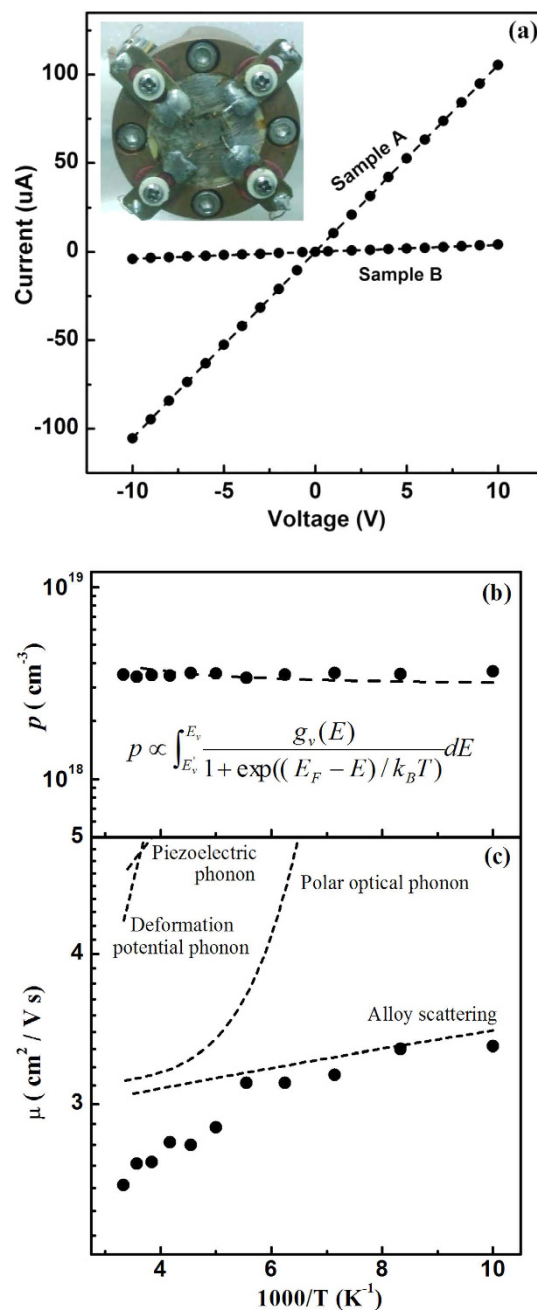 (a)
100
50
0
-50
-100
Current (uA)
Sample A
Sample B
-10
-5
0
5
10
Voltage (V)
10^19
(b)
p ( cm^-3)
p ∝ ∫_{E'_v}^{E_v} g_v(E) / (1 + exp(( E_F − E) / k_B T)) dE
10^18
5
(c)
Piezoelectric
phonon
Polar optical phonon
Deformation
potential phonon
4
Alloy scattering
μ ( cm^2 / V s)
3
4
6
8
10
1000/T (K^-1)